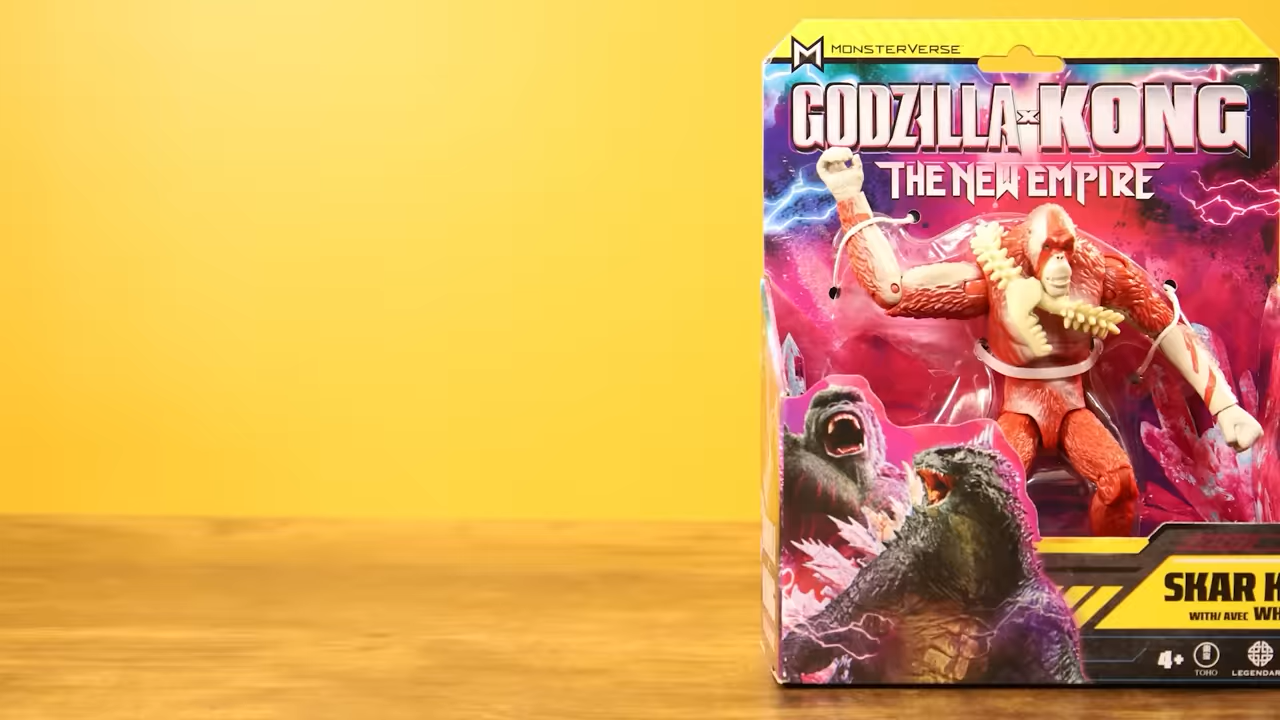 MONSTERVERSE
GODZILLA x KONG
THE NEW EMPIRE
SKAR K
WITH/ AVEC WH
4+
TOHO
LEGENDAR